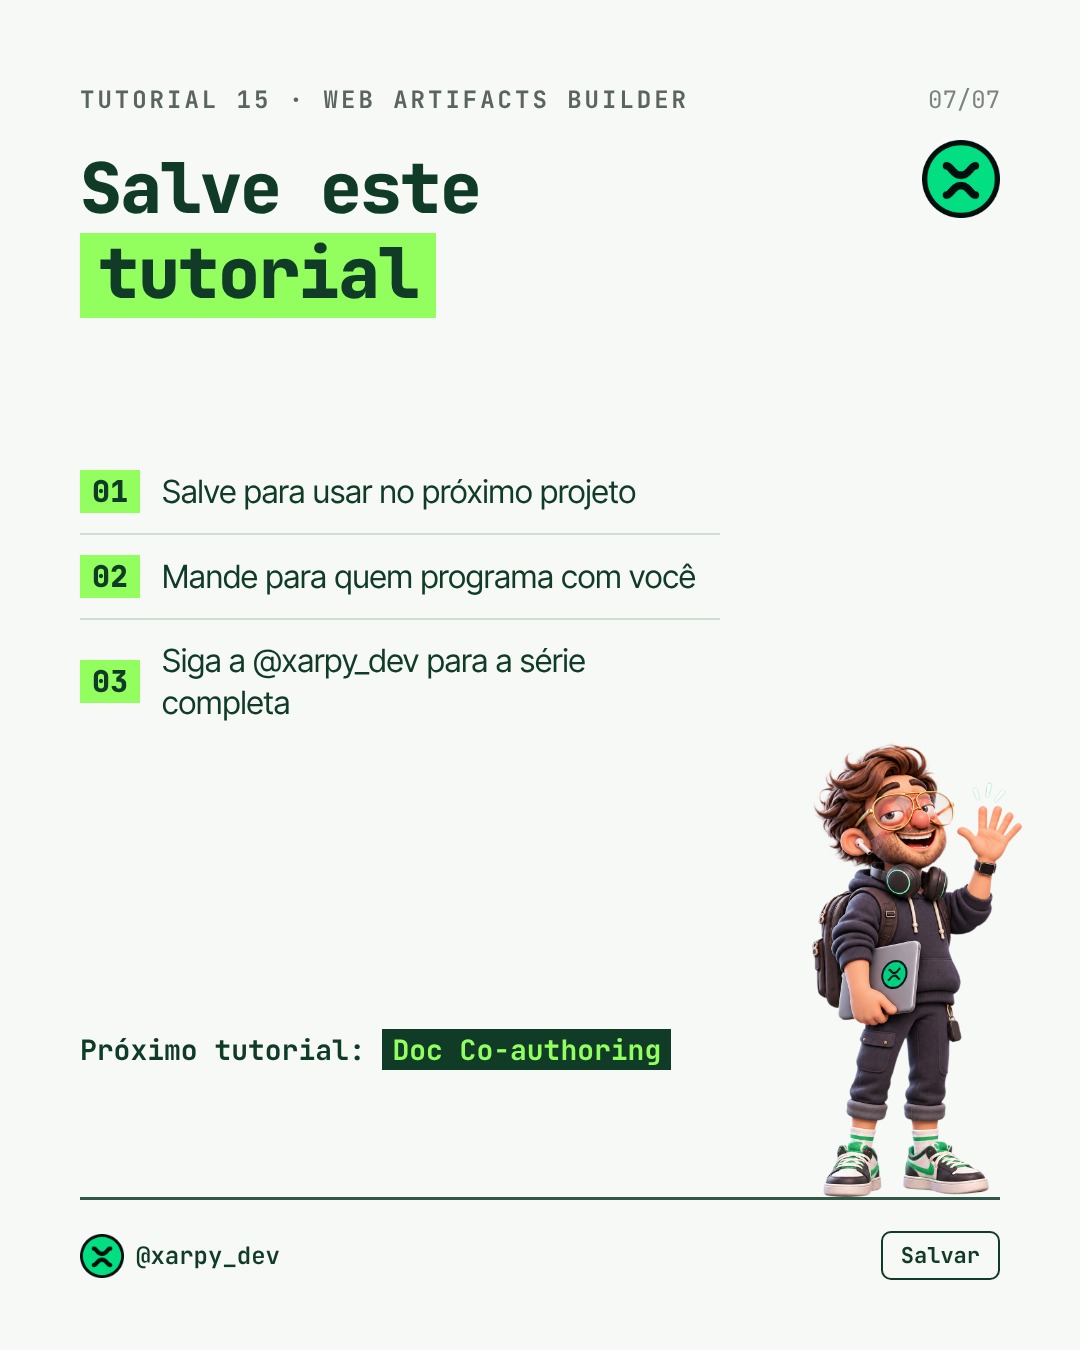 TUTORIAL 15 · WEB ARTIFACTS BUILDER
07/07
Salve este
tutorial
01 Salve para usar no próximo projeto
02 Mande para quem programa com você
03 Siga a @xarpy_dev para a série
completa
Próximo tutorial: Doc Co-authoring
@xarpy_dev
Salvar